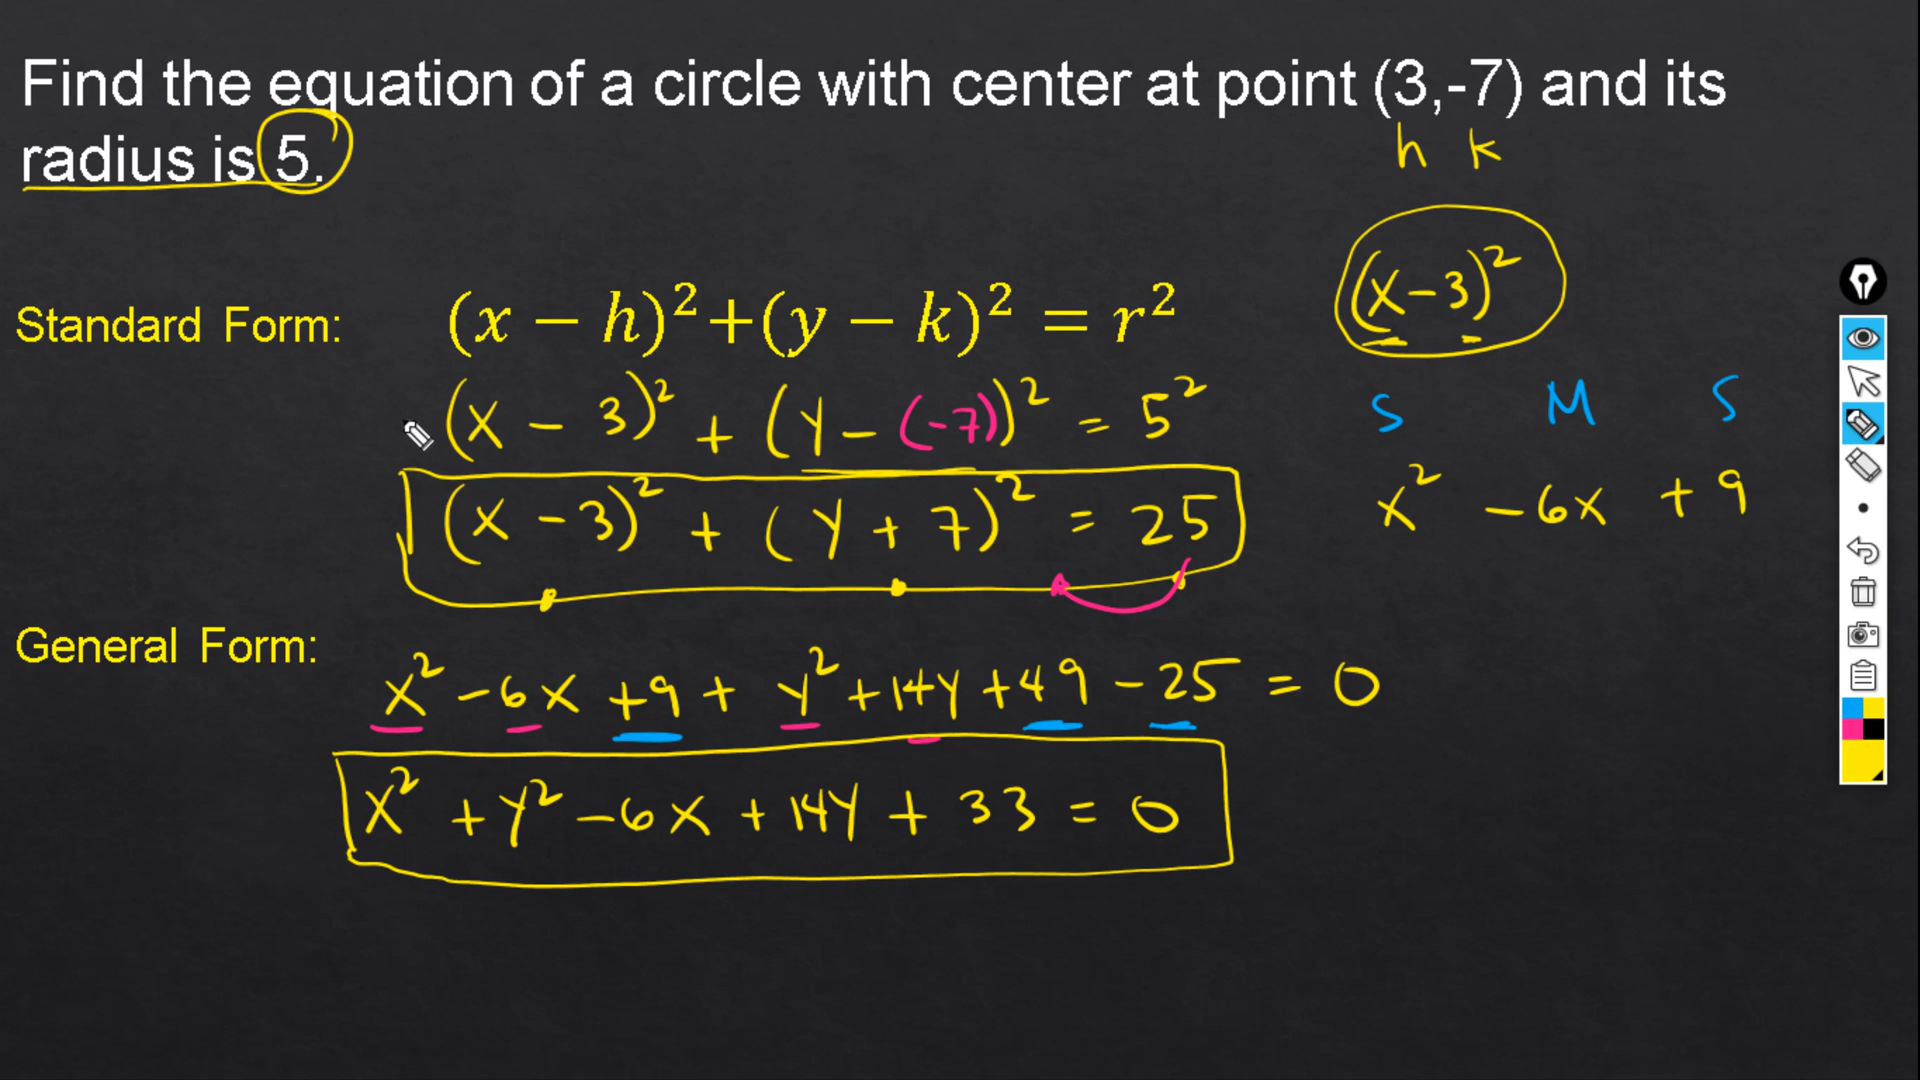 Find the equation of a circle with center at point (3,-7) and its
radius is 5.
h k
(x-3)²
Standard Form: (x − h)²+(y − k)² = r²
(x - 3)² + (y - (-7))² = 5²
S M S
(x - 3)² + (y + 7)² = 25
x² - 6x + 9
General Form:
x² - 6x + 9 + y² + 14y + 49 - 25 = 0
x² + y² - 6x + 14y + 33 = 0